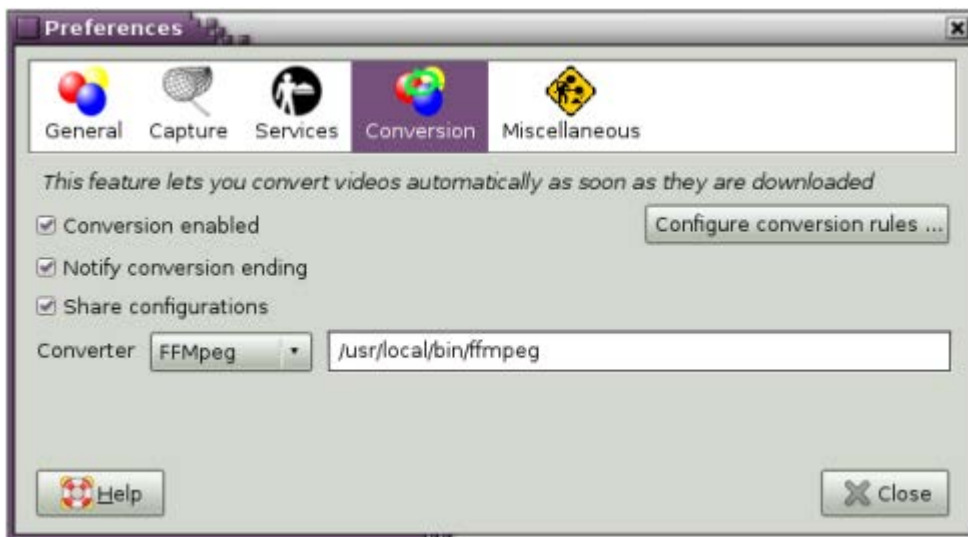 Preferences
General Capture Services Conversion Miscellaneous
This feature lets you convert videos automatically as soon as they are downloaded
Conversion enabled
Configure conversion rules ...
Notify conversion ending
Share configurations
Converter FFMpeg /usr/local/bin/ffmpeg
Help Close